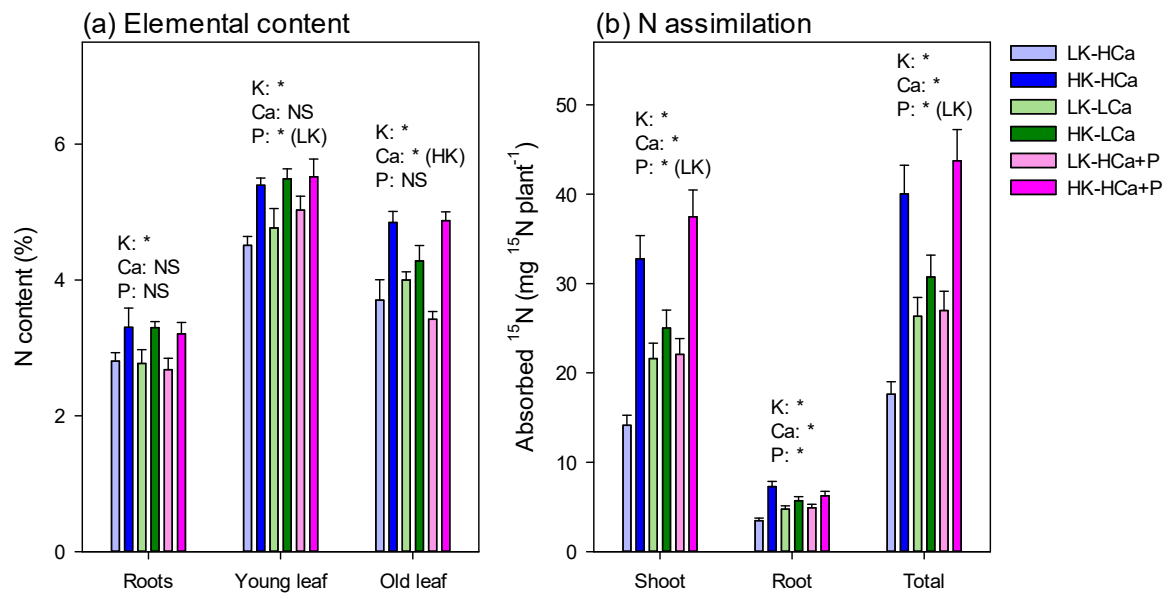 (a) Elemental content
N content (%)
6
4
2
0
K: *
Ca: NS
P: NS
K: *
Ca: NS
P: * (LK)
K: *
Ca: * (HK)
P: NS
Roots
Young leaf
Old leaf
(b) N assimilation
Absorbed ¹⁵N (mg ¹⁵N plant⁻¹)
50
40
30
20
10
0
K: *
Ca: *
P: * (LK)
K: *
Ca: *
P: *
K: *
Ca: *
P: * (LK)
Shoot
Root
Total
LK-HCa
HK-HCa
LK-LCa
HK-LCa
LK-HCa+P
HK-HCa+P